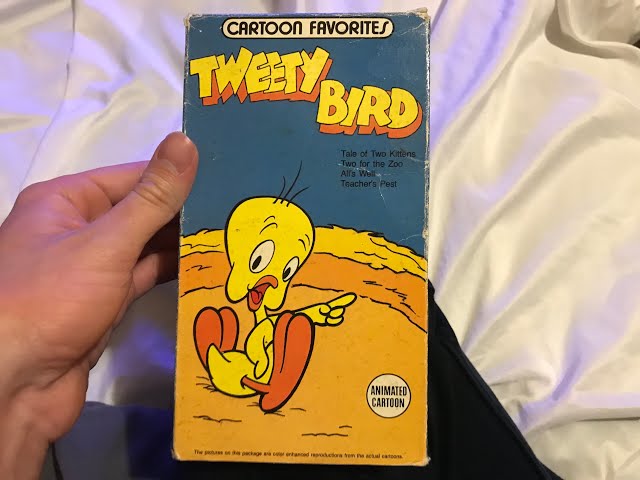 CARTOON FAVORITES
TWEETY
BIRD
Tale of Two Kittens
Two for the Zoo
All's Well
Teacher's Pest
ANIMATED
CARTOON
The pictures on this package are color enhanced reproductions from the actual cartoons.